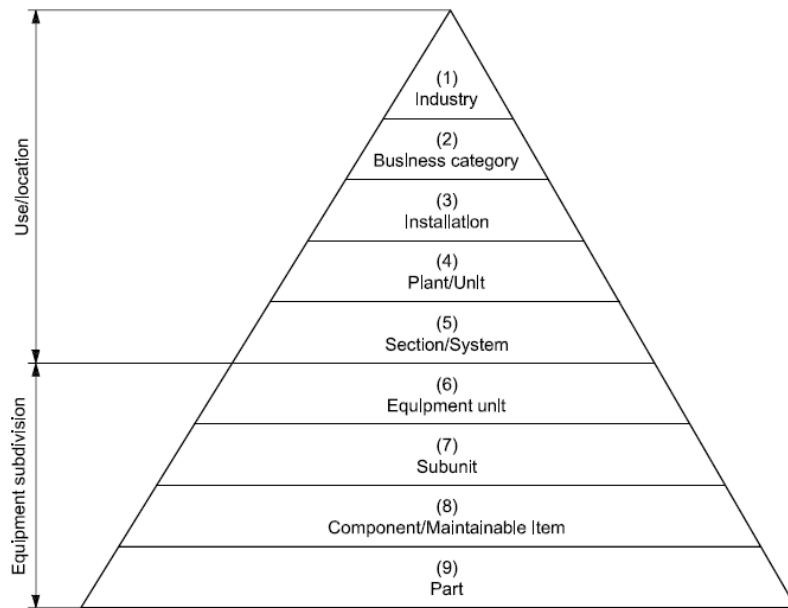 (1)
Industry
(2)
Business category
(3)
Installation
(4)
Plant/Unit
(5)
Section/System
(6)
Equipment unit
(7)
Subunit
(8)
Component/Maintainable Item
(9)
Part
Use/location
Equipment subdivision